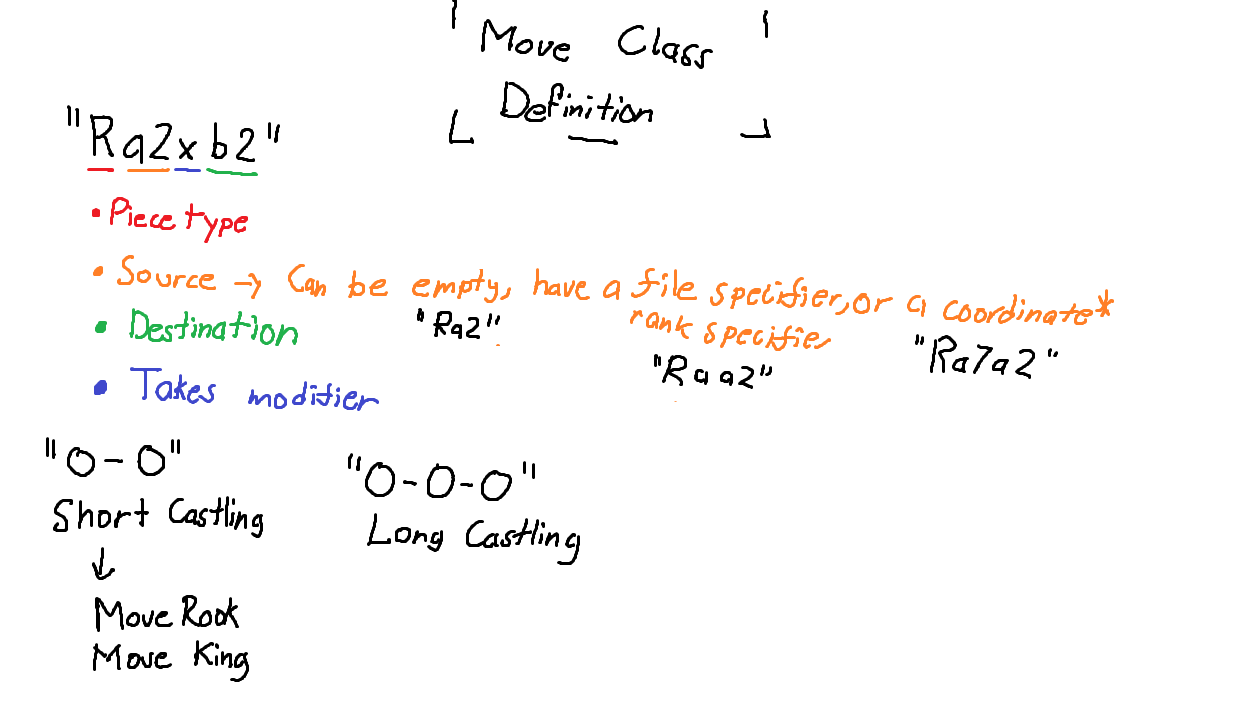 Move Class
Definition
"Ra2xb2"
• Piece type
• Source → Can be empty, have a file specifier, or a coordinate*
rank specifier
"Ra2"
"Raa2"
"Ra7a2"
• Destination
• Takes modifier
"O-O"
Short Castling
↓
Move Rook
Move King
"O-O-O"
Long Castling